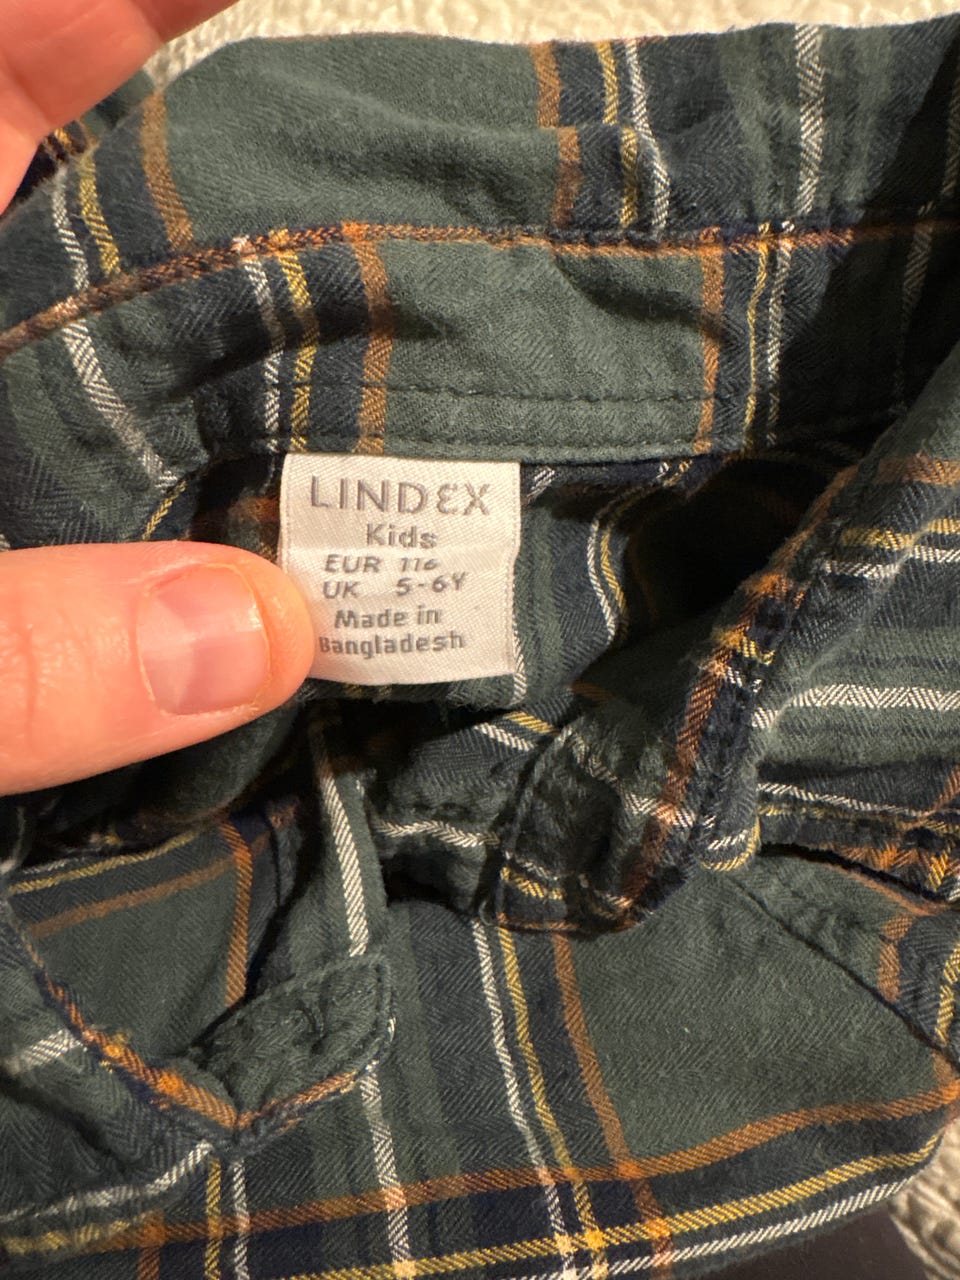 LINDEX
Kids
EUR 116
UK 5-6Y
Made in
Bangladesh